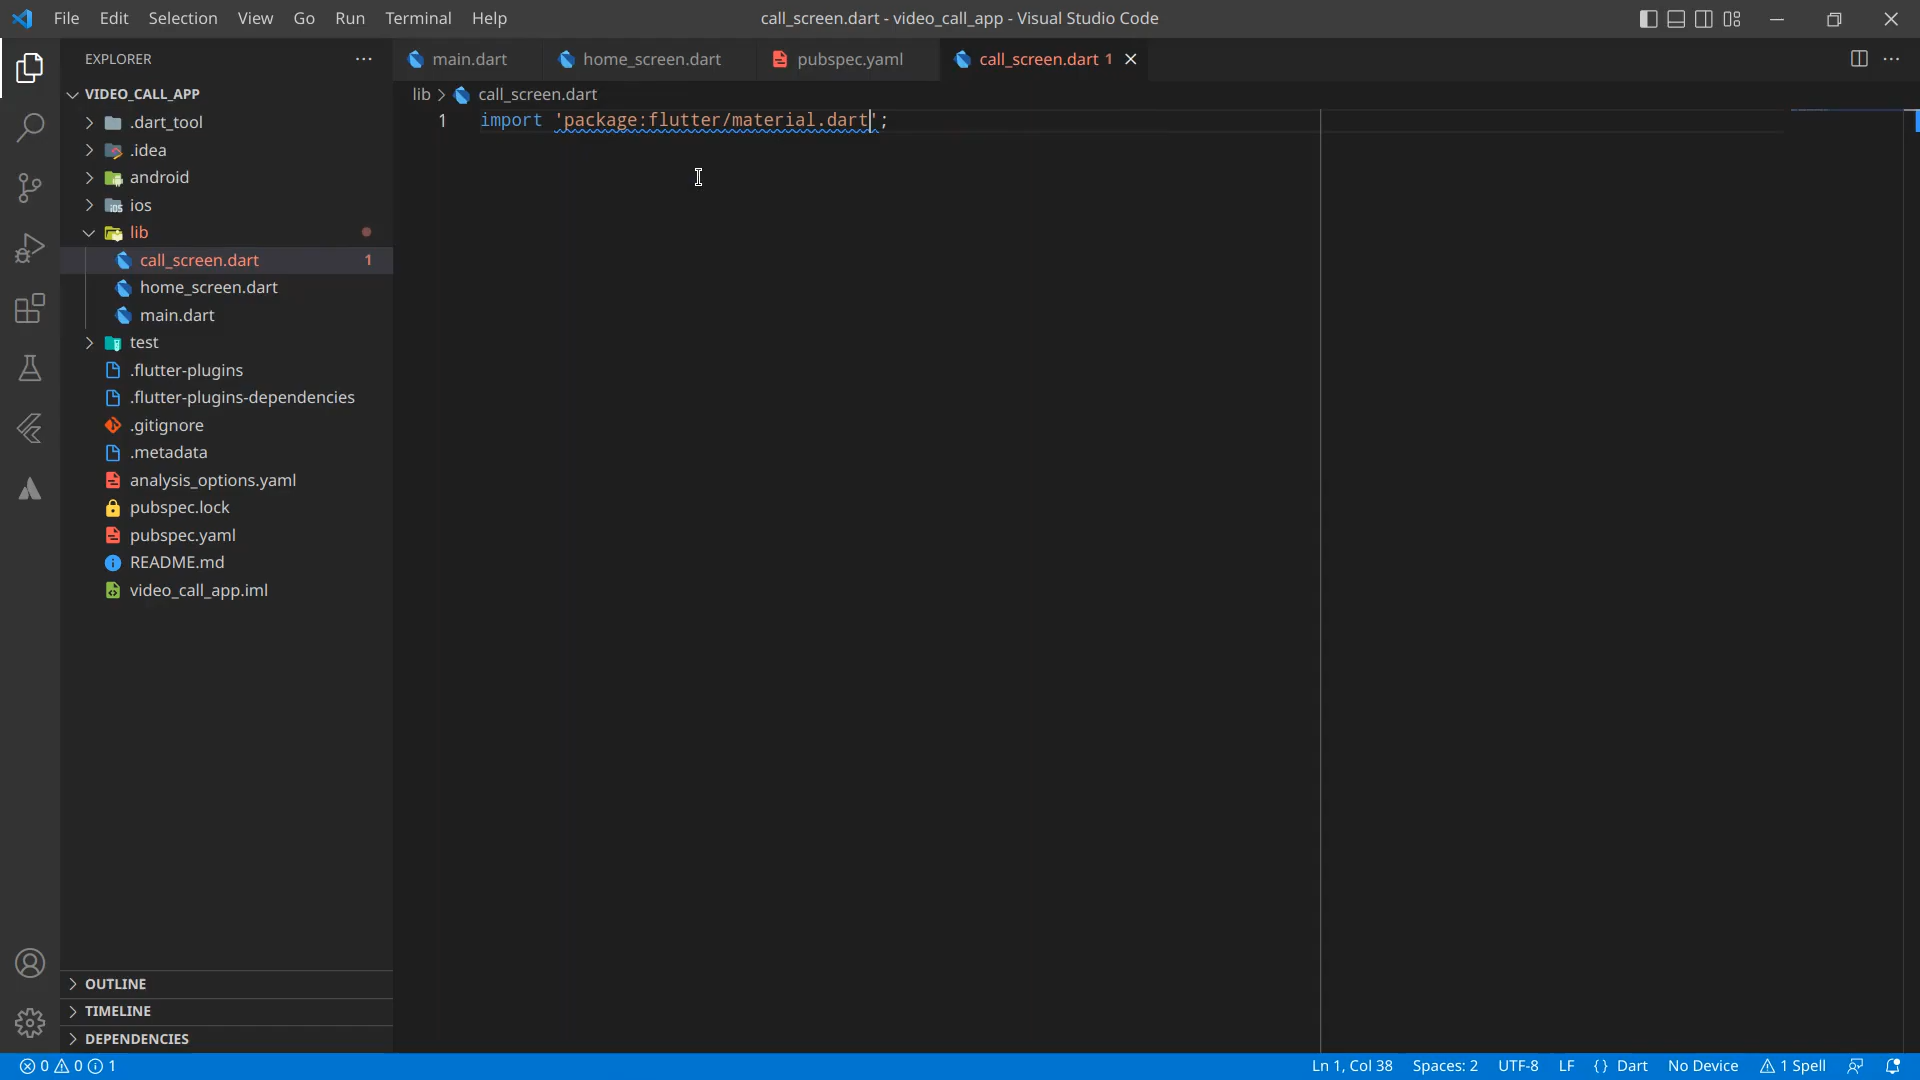 File Edit Selection View Go Run Terminal Help
call_screen.dart - video_call_app - Visual Studio Code
EXPLORER
VIDEO_CALL_APP
.dart_tool
.idea
android
ios
lib
call_screen.dart 1
home_screen.dart
main.dart
test
.flutter-plugins
.flutter-plugins-dependencies
.gitignore
.metadata
analysis_options.yaml
pubspec.lock
pubspec.yaml
README.md
video_call_app.iml
OUTLINE
TIMELINE
DEPENDENCIES
main.dart home_screen.dart pubspec.yaml call_screen.dart 1
lib > call_screen.dart
1 import 'package:flutter/material.dart';
0 0 1
Ln 1, Col 38 Spaces: 2 UTF-8 LF {} Dart No Device 1 Spell